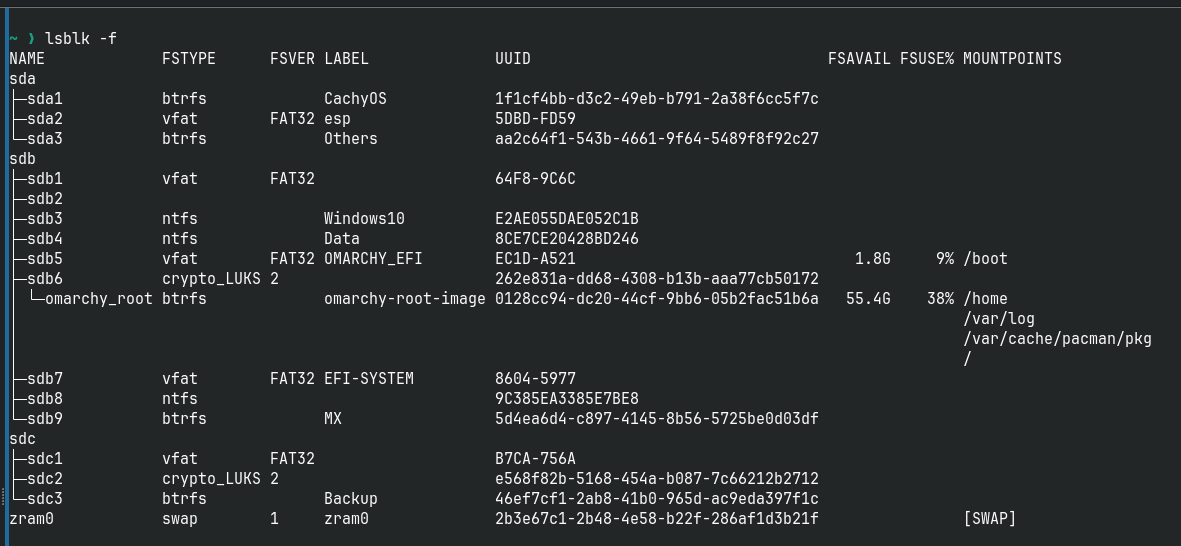 ~ ❯ lsblk -f
NAME             FSTYPE      FSVER LABEL              UUID                                 FSAVAIL FSUSE% MOUNTPOINTS
sda
├─sda1           btrfs             CachyOS            1f1cf4bb-d3c2-49eb-b791-2a38f6cc5f7c
├─sda2           vfat        FAT32 esp                5DBD-FD59
└─sda3           btrfs             Others             aa2c64f1-543b-4661-9f64-5489f8f92c27
sdb
├─sdb1           vfat        FAT32                    64F8-9C6C
├─sdb2
├─sdb3           ntfs              Windows10          E2AE055DAE052C1B
├─sdb4           ntfs              Data               8CE7CE20428BD246
├─sdb5           vfat        FAT32 OMARCHY_EFI        EC1D-A521                               1.8G     9% /boot
├─sdb6           crypto_LUKS 2                        262e831a-dd68-4308-b13b-aaa77cb50172
│ └─omarchy_root btrfs             omarchy-root-image 0128cc94-dc20-44cf-9bb6-05b2fac51b6a   55.4G    38% /home
│                                                                                                         /var/log
│                                                                                                         /var/cache/pacman/pkg
│                                                                                                         /
├─sdb7           vfat        FAT32 EFI-SYSTEM         8604-5977
├─sdb8           ntfs                                 9C385EA3385E7BE8
└─sdb9           btrfs             MX                 5d4ea6d4-c897-4145-8b56-5725be0d03df
sdc
├─sdc1           vfat        FAT32                    B7CA-756A
├─sdc2           crypto_LUKS 2                        e568f82b-5168-454a-b087-7c66212b2712
└─sdc3           btrfs             Backup             46ef7cf1-2ab8-41b0-965d-ac9eda397f1c
zram0            swap        1     zram0              2b3e67c1-2b48-4e58-b22f-286af1d3b21f                [SWAP]